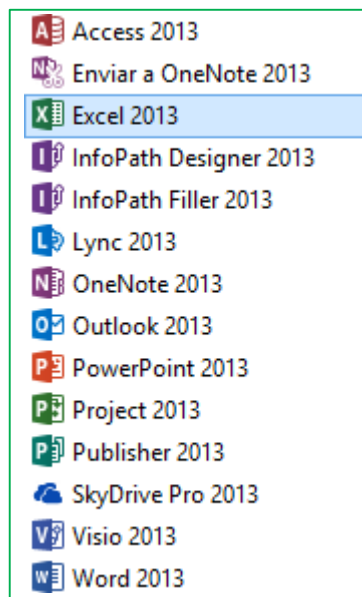 Access 2013
Enviar a OneNote 2013
Excel 2013
InfoPath Designer 2013
InfoPath Filler 2013
Lync 2013
OneNote 2013
Outlook 2013
PowerPoint 2013
Project 2013
Publisher 2013
SkyDrive Pro 2013
Visio 2013
Word 2013